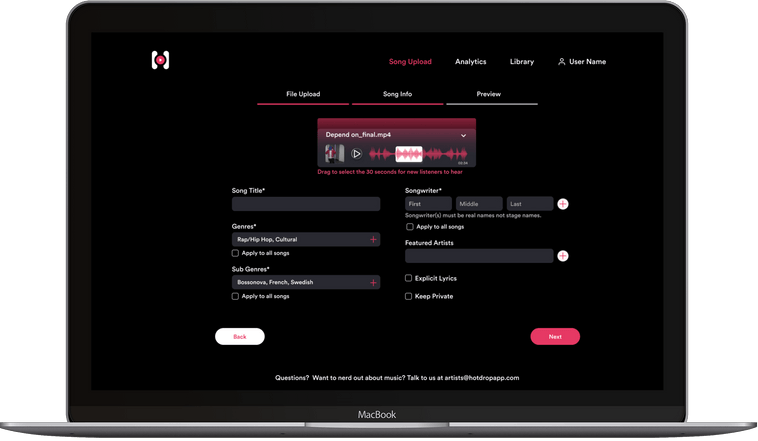 Song Upload
Analytics
Library
User Name
File Upload
Song Info
Preview
Depend on_final.mp4
Drag to select the 30 seconds for new listeners to hear
Song Title*
Genres*
Rap/Hip Hop, Cultural
Apply to all songs
Sub Genres*
Bossonova, French, Swedish
Apply to all songs
Songwriter*
First
Middle
Last
Songwriter(s) must be real names not stage names.
Apply to all songs
Featured Artists
Explicit Lyrics
Keep Private
Back
Next
Questions? Want to nerd out about music? Talk to us at artists@hotdropapp.com
MacBook